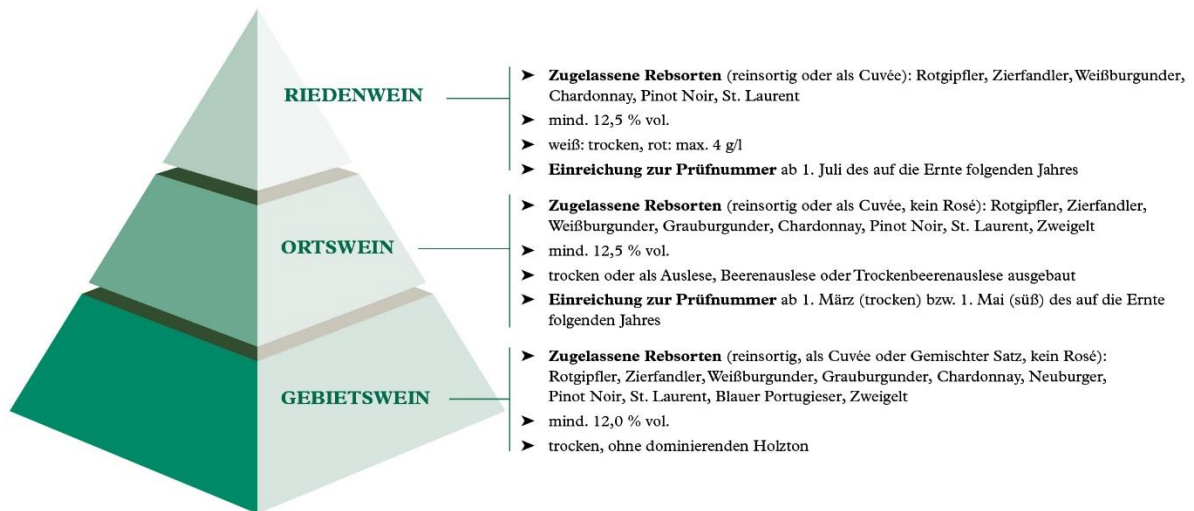 RIEDENWEIN
➤ Zugelassene Rebsorten (reinsortig oder als Cuvée): Rotgipfler, Zierfandler, Weißburgunder,
Chardonnay, Pinot Noir, St. Laurent
➤ mind. 12,5 % vol.
➤ weiß: trocken, rot: max. 4 g/l
➤ Einreichung zur Prüfnummer ab 1. Juli des auf die Ernte folgenden Jahres
ORTSWEIN
➤ Zugelassene Rebsorten (reinsortig oder als Cuvée, kein Rosé): Rotgipfler, Zierfandler,
Weißburgunder, Grauburgunder, Chardonnay, Pinot Noir, St. Laurent, Zweigelt
➤ mind. 12,5 % vol.
➤ trocken oder als Auslese, Beerenauslese oder Trockenbeerenauslese ausgebaut
➤ Einreichung zur Prüfnummer ab 1. März (trocken) bzw. 1. Mai (süß) des auf die Ernte
folgenden Jahres
GEBIETSWEIN
➤ Zugelassene Rebsorten (reinsortig, als Cuvée oder Gemischter Satz, kein Rosé):
Rotgipfler, Zierfandler, Weißburgunder, Grauburgunder, Chardonnay, Neuburger,
Pinot Noir, St. Laurent, Blauer Portugieser, Zweigelt
➤ mind. 12,0 % vol.
➤ trocken, ohne dominierenden Holzton